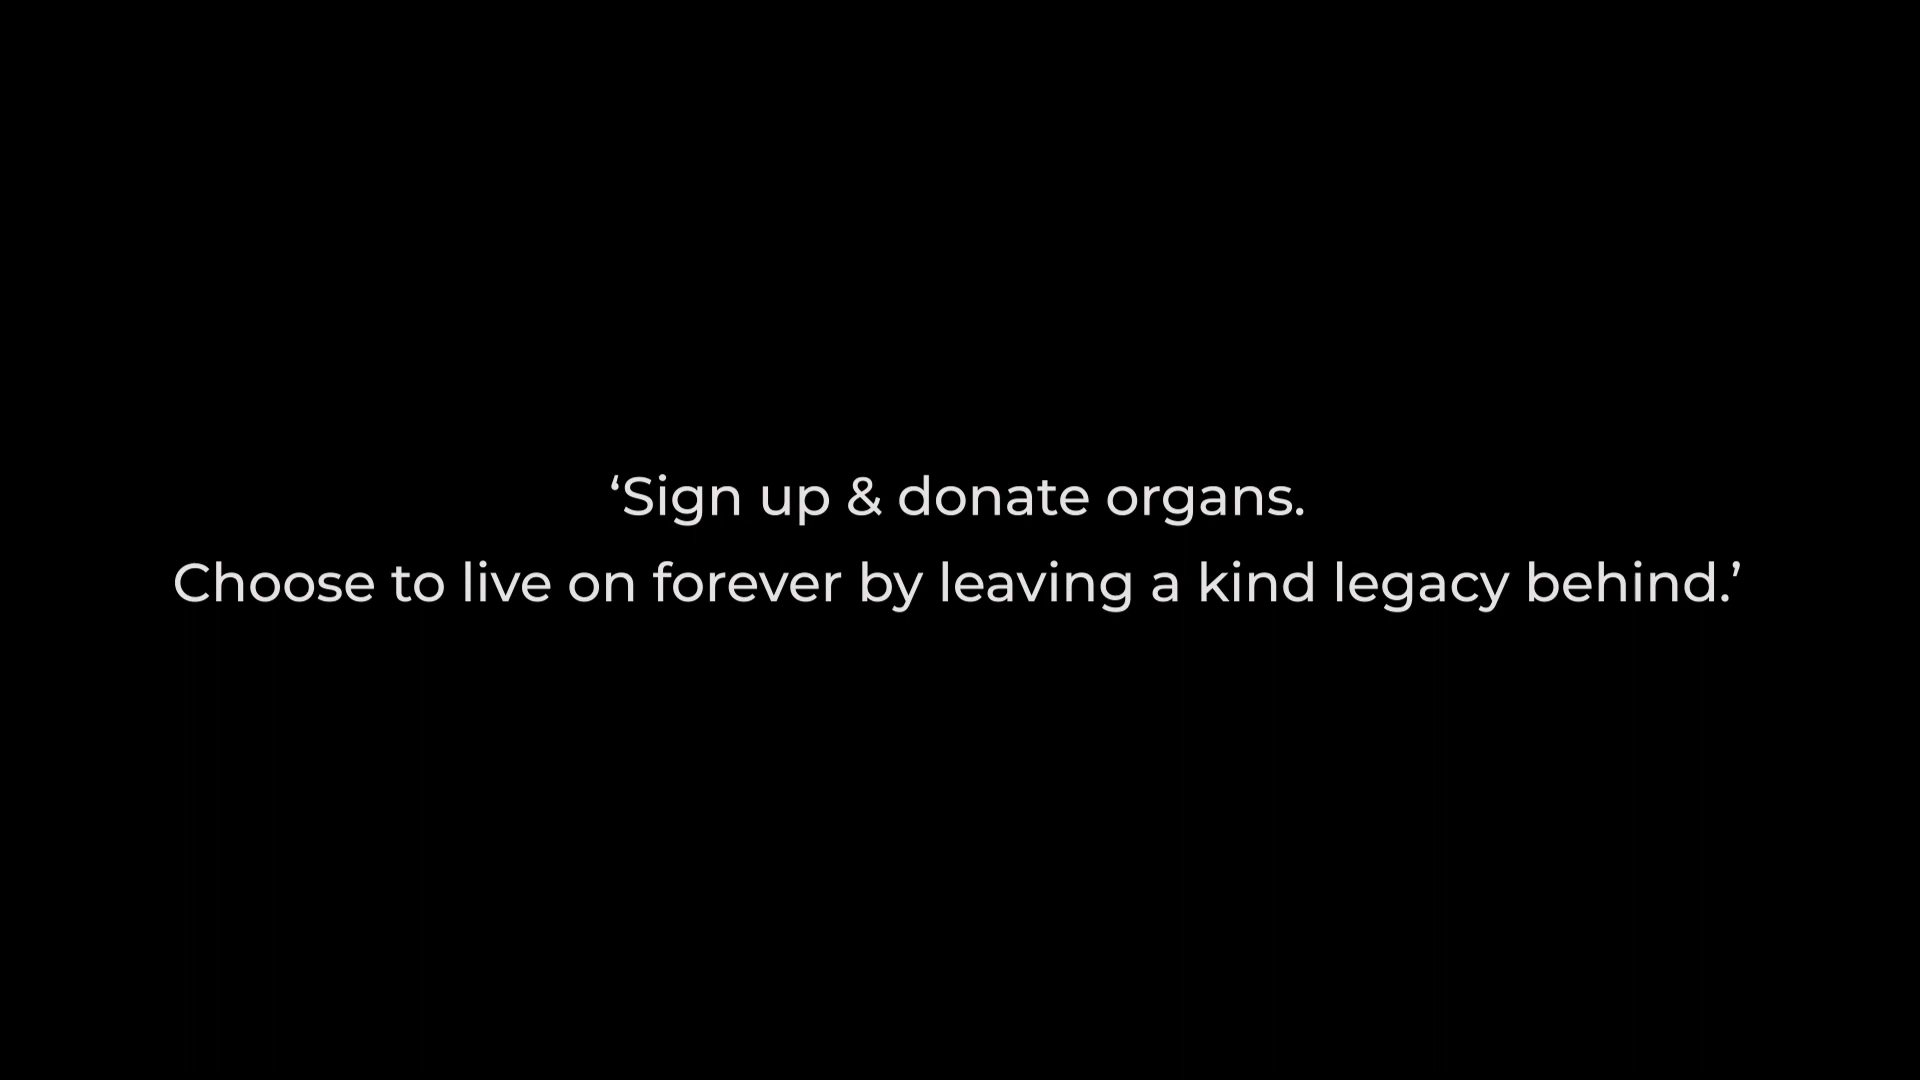 ‘Sign up & donate organs.
Choose to live on forever by leaving a kind legacy behind.’